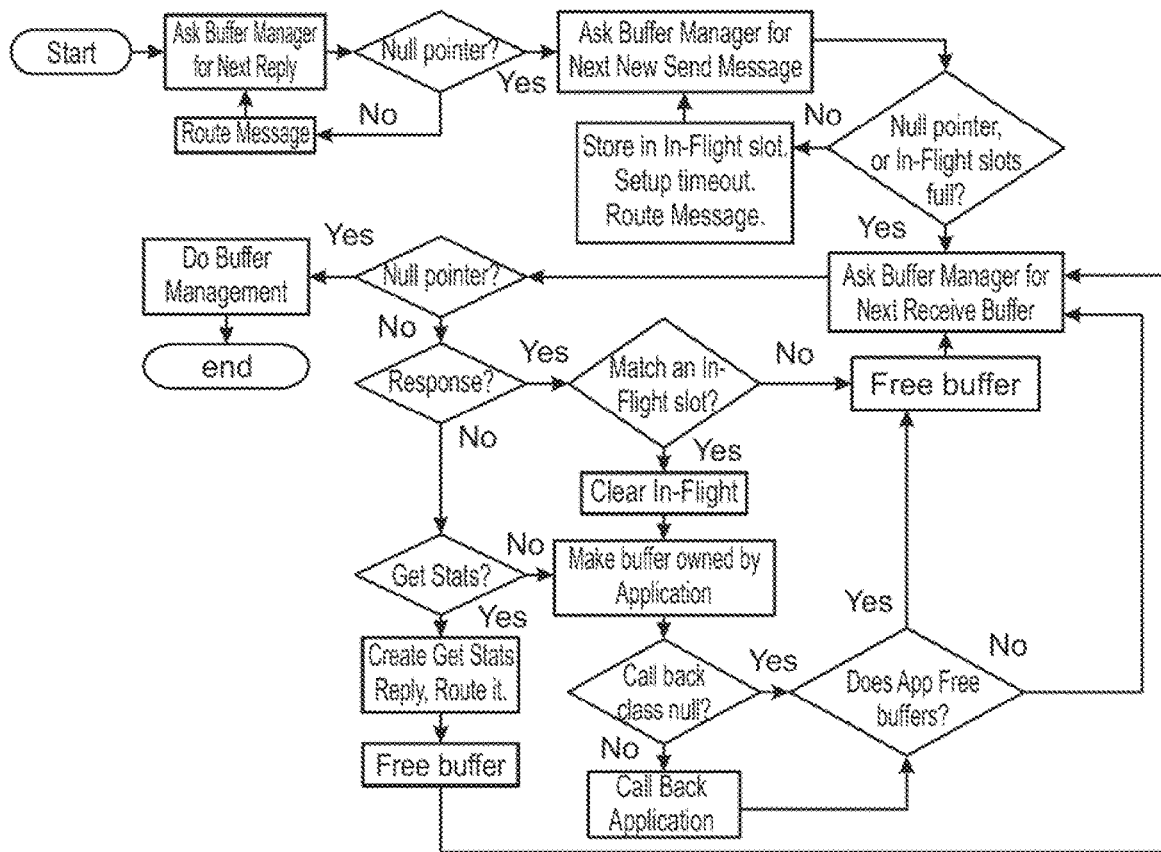 Start
Ask Buffer Manager
for Next Reply
Null pointer?
Yes
No
Route Message
Ask Buffer Manager for
Next New Send Message
No
Null pointer,
or In-Flight slots
full?
Yes
Store in In-Flight slot.
Setup timeout.
Route Message.
Ask Buffer Manager for
Next Receive Buffer
Null pointer?
Yes
Do Buffer
Management
end
No
Response?
Yes
Match an In-
Flight slot?
No
Free buffer
Yes
Clear In-Flight
No
Get Stats?
No
Make buffer owned by
Application
Yes
Create Get Stats
Reply, Route it.
Free buffer
Call back
class null?
Yes
Does App Free
buffers?
Yes
No
No
Call Back
Application